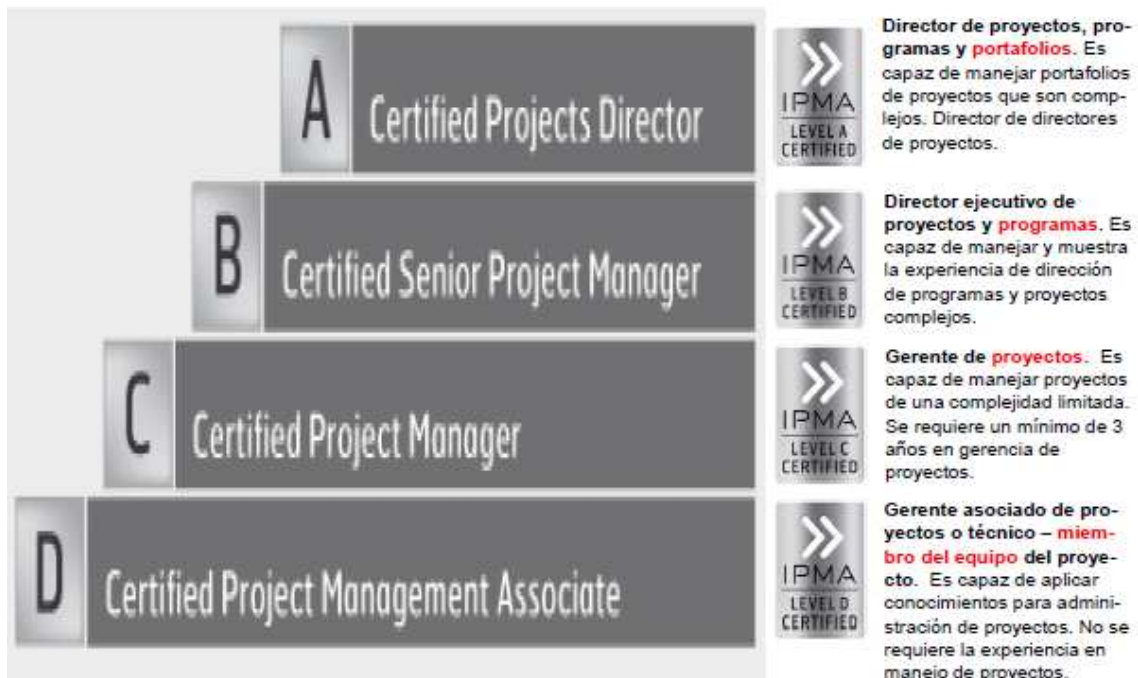 A
Certified Projects Director
IPMA
LEVEL A
CERTIFIED
Director de proyectos, pro-
gramas y portafolios. Es
capaz de manejar portafolios
de proyectos que son comp-
lejos. Director de directores
de proyectos.
B
Certified Senior Project Manager
IPMA
LEVEL B
CERTIFIED
Director ejecutivo de
proyectos y programas. Es
capaz de manejar y muestra
la experiencia de dirección
de programas y proyectos
complejos.
C
Certified Project Manager
IPMA
LEVEL C
CERTIFIED
Gerente de proyectos. Es
capaz de manejar proyectos
de una complejidad limitada.
Se requiere un mínimo de 3
años en gerencia de
proyectos.
D
Certified Project Management Associate
IPMA
LEVEL D
CERTIFIED
Gerente asociado de pro-
yectos o técnico – miem-
bro del equipo del proye-
cto. Es capaz de aplicar
conocimientos para admini-
stración de proyectos. No se
requiere la experiencia en
manejo de proyectos.